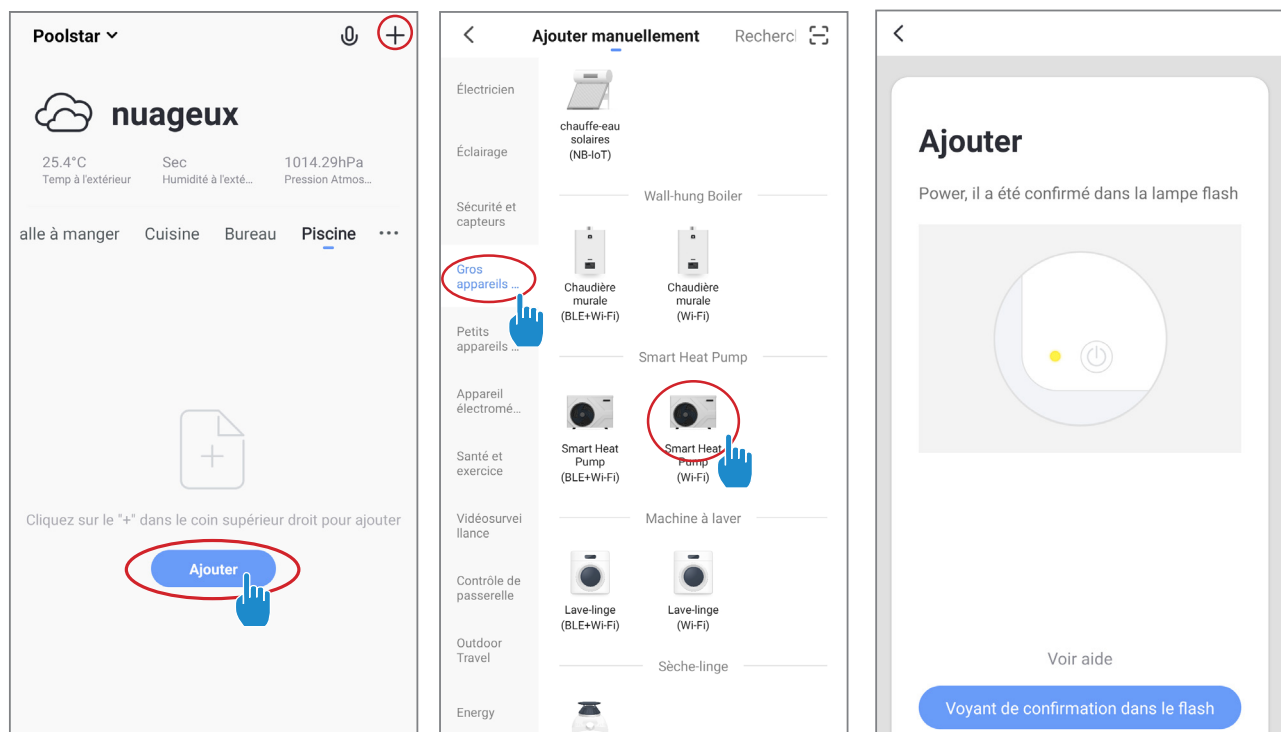 Poolstar
nuageux
25.4°C
Sec
1014.29hPa
Temp à l'extérieur
Humidité à l'exté...
Pression Atmos...
alle à manger
Cuisine
Bureau
Piscine
Cliquez sur le "+" dans le coin supérieur droit pour ajouter
Ajouter
Ajouter manuellement
Recherc
Électricien
Éclairage
Sécurité et
capteurs
Gros
appareils ...
Petits
appareils ...
Appareil
électromé...
Santé et
exercice
Vidéosurvei
llance
Contrôle de
passerelle
Outdoor
Travel
Energy
chauffe-eau
solaires
(NB-IoT)
Wall-hung Boiler
Chaudière
murale
(BLE+Wi-Fi)
Chaudière
murale
(Wi-Fi)
Smart Heat Pump
Smart Heat
Pump
(BLE+Wi-Fi)
Smart Heat
Pump
(Wi-Fi)
Machine à laver
Lave-linge
(BLE+Wi-Fi)
Lave-linge
(Wi-Fi)
Sèche-linge
Ajouter
Power, il a été confirmé dans la lampe flash
Voir aide
Voyant de confirmation dans le flash